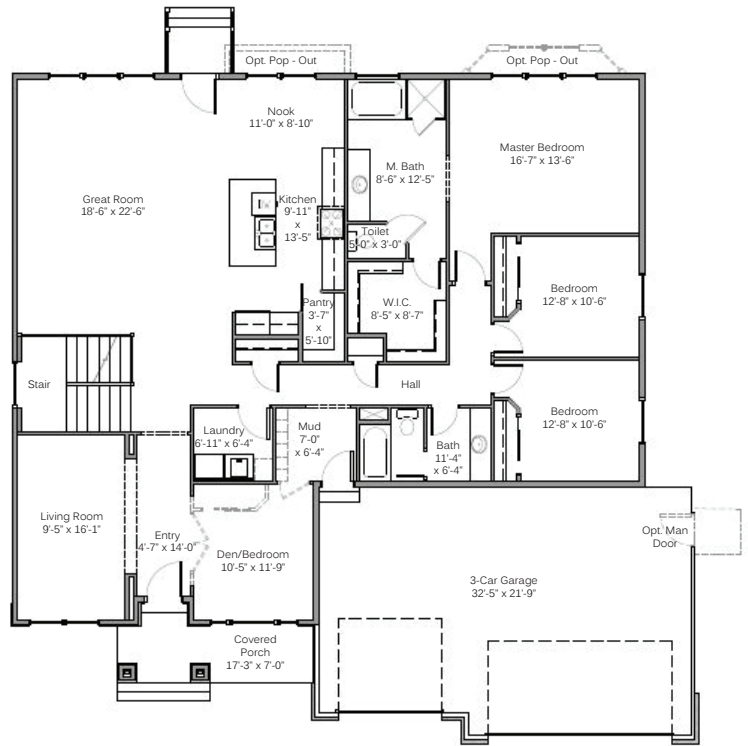 Opt. Pop - Out
Opt. Pop - Out
Nook
11'-0" x 8'-10"
Master Bedroom
16'-7" x 13'-6"
M. Bath
8'-6" x 12'-5"
Great Room
18'-6" x 22'-6"
Kitchen
9'-11"
x
13'-5"
Toilet
5'-0" x 3'-0"
Bedroom
12'-8" x 10'-6"
Pantry
3'-7"
x
5'-10"
W.I.C.
8'-5" x 8'-7"
Stair
Hall
Bedroom
12'-8" x 10'-6"
Laundry
6'-11" x 6'-4"
Mud
7'-0"
x 6'-4"
Bath
11'-4"
x 6'-4"
Living Room
9'-5" x 16'-1"
Entry
4'-7" x 14'-0"
Den/Bedroom
10'-5" x 11'-9"
Opt. Man
Door
3-Car Garage
32'-5" x 21'-9"
Covered
Porch
17'-3" x 7'-0"